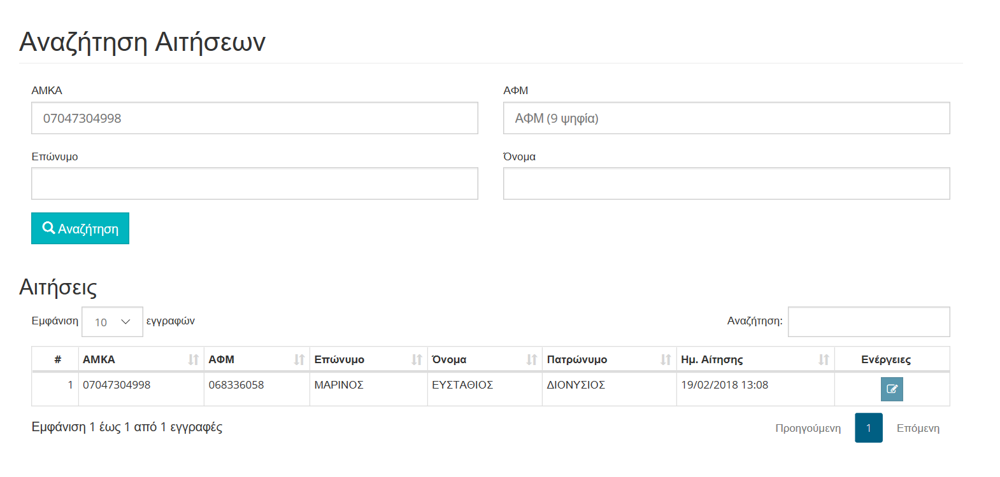 Αναζήτηση Αιτήσεων
ΑΜΚΑ ΑΦΜ
07047304998 ΑΦΜ (9 ψηφία)
Επώνυμο Όνομα
Αναζήτηση
Αιτήσεις
Εμφάνιση 10 εγγραφών Αναζήτηση:
# ΑΜΚΑ ΑΦΜ Επώνυμο Όνομα Πατρώνυμο Ημ. Αίτησης Ενέργειες
1 07047304998 068336058 ΜΑΡΙΝΟΣ ΕΥΣΤΑΘΙΟΣ ΔΙΟΝΥΣΙΟΣ 19/02/2018 13:08
Εμφάνιση 1 έως 1 από 1 εγγραφές Προηγούμενη 1 Επόμενη